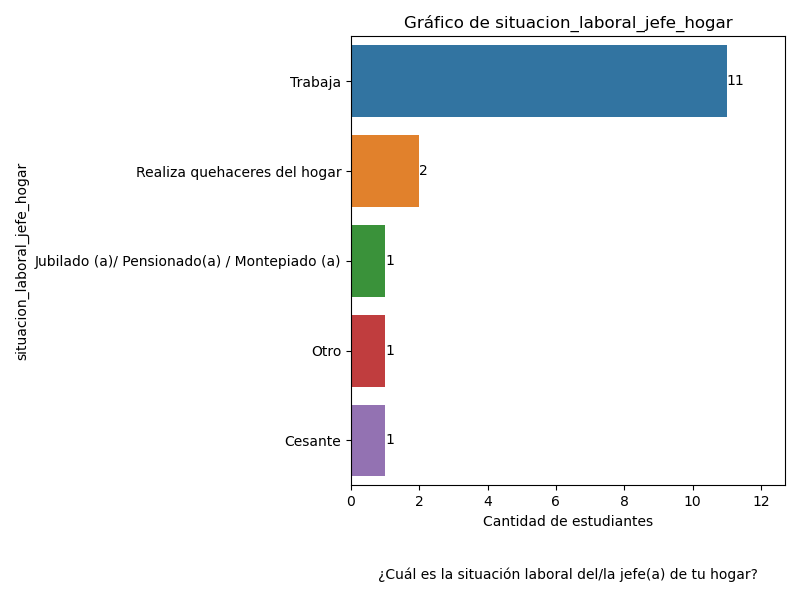 Gráfico de situacion_laboral_jefe_hogar
situacion_laboral_jefe_hogar
Trabaja
11
Realiza quehaceres del hogar
2
Jubilado (a)/ Pensionado(a) / Montepiado (a)
1
Otro
1
Cesante
1
0 2 4 6 8 10 12
Cantidad de estudiantes
¿Cuál es la situación laboral del/la jefe(a) de tu hogar?